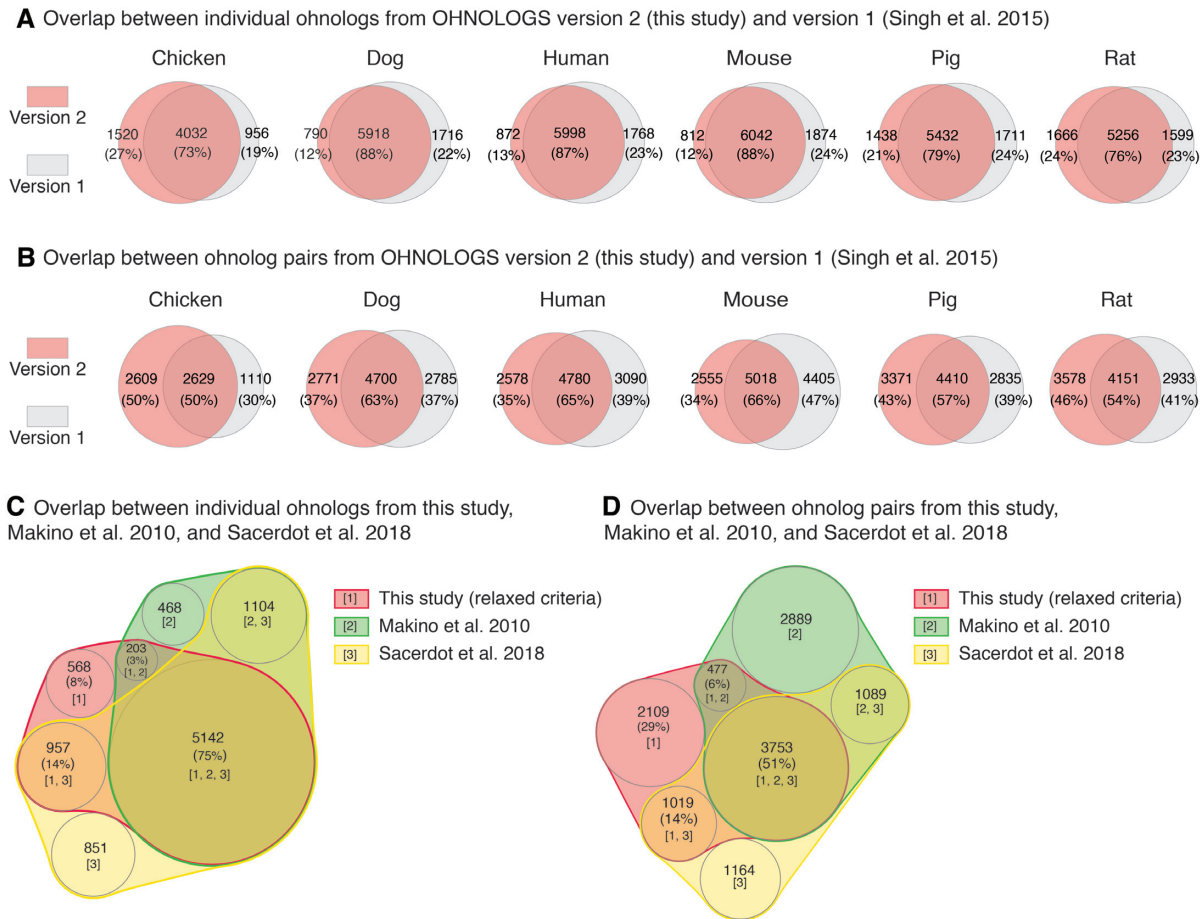 A Overlap between individual ohnologs from OHNOLOGS version 2 (this study) and version 1 (Singh et al. 2015)
Chicken Dog Human Mouse Pig Rat
Version 2
Version 1
1520 (27%) 4032 (73%) 956 (19%)
790 (12%) 5918 (88%) 1716 (22%)
872 (13%) 5998 (87%) 1768 (23%)
812 (12%) 6042 (88%) 1874 (24%)
1438 (21%) 5432 (79%) 1711 (24%)
1666 (24%) 5256 (76%) 1599 (23%)
B Overlap between ohnolog pairs from OHNOLOGS version 2 (this study) and version 1 (Singh et al. 2015)
Chicken Dog Human Mouse Pig Rat
Version 2
Version 1
2609 (50%) 2629 (50%) 1110 (30%)
2771 (37%) 4700 (63%) 2785 (37%)
2578 (35%) 4780 (65%) 3090 (39%)
2555 (34%) 5018 (66%) 4405 (47%)
3371 (43%) 4410 (57%) 2835 (39%)
3578 (46%) 4151 (54%) 2933 (41%)
C Overlap between individual ohnologs from this study,
Makino et al. 2010, and Sacerdot et al. 2018
468
[2]
1104
[2, 3]
203
(3%)
[1, 2]
568
(8%)
[1]
957
(14%)
[1, 3]
5142
(75%)
[1, 2, 3]
851
[3]
[1] This study (relaxed criteria)
[2] Makino et al. 2010
[3] Sacerdot et al. 2018
D Overlap between ohnolog pairs from this study,
Makino et al. 2010, and Sacerdot et al. 2018
2889
[2]
477
(6%)
[1, 2]
1089
[2, 3]
2109
(29%)
[1]
3753
(51%)
[1, 2, 3]
1019
(14%)
[1, 3]
1164
[3]
[1] This study (relaxed criteria)
[2] Makino et al. 2010
[3] Sacerdot et al. 2018